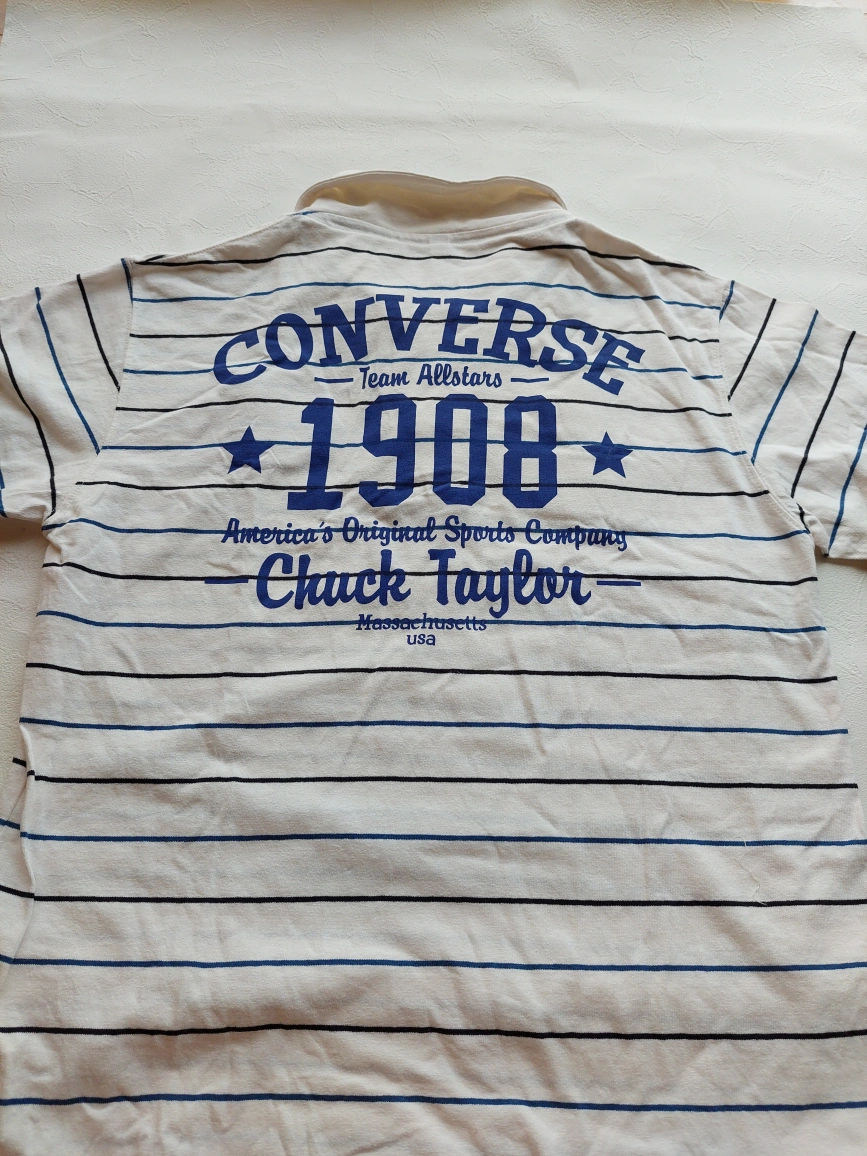 CONVERSE
Team Allstars
1908
America's Original Sports Company
Chuck Taylor
Massachusetts
usa